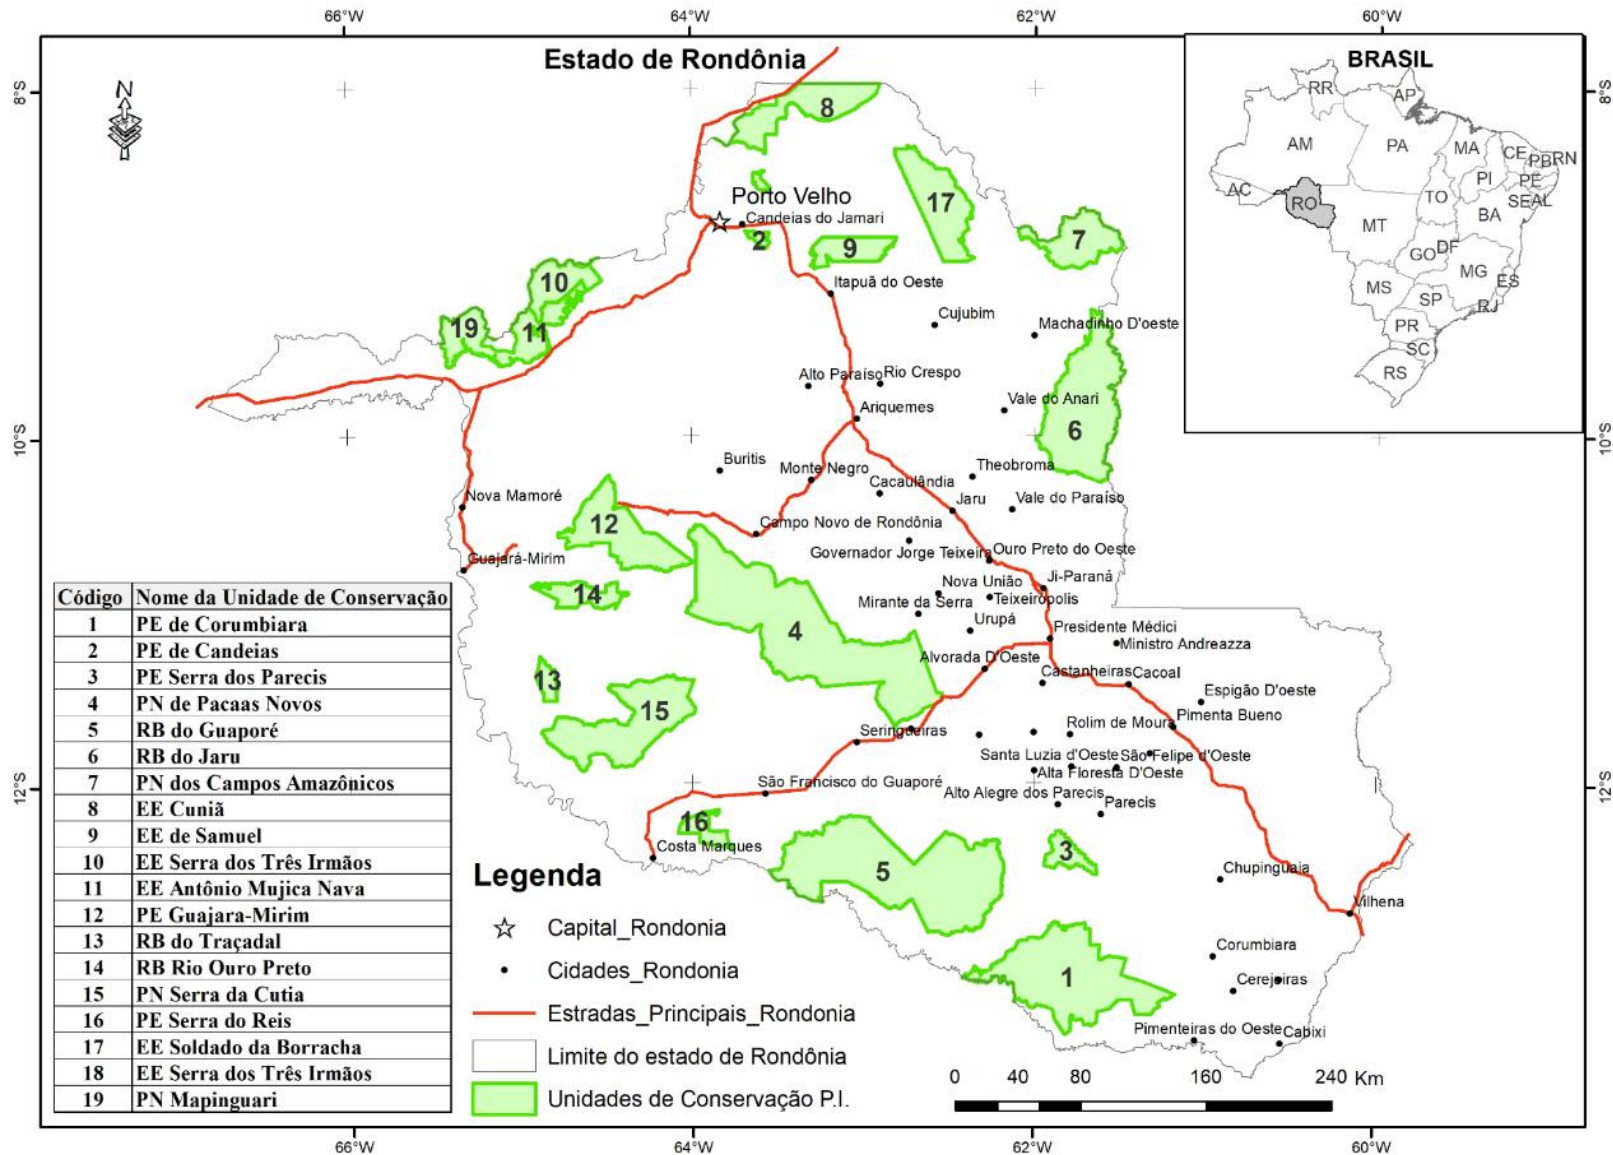 66°W
64°W
62°W
60°W
8°S
8°S
10°S
10°S
12°S
12°S
66°W
64°W
62°W
60°W
Estado de Rondônia
N
BRASIL
RR
AP
AM
PA
MA
CE
RN
PB
PI
PE
AC
RO
TO
SE
AL
BA
MT
GO
DF
MG
MS
ES
SP
RJ
PR
SC
RS
8
17
7
Porto Velho
Candeias do Jamari
2
9
10
19
11
Itapuã do Oeste
Cujubim
Machadinho D'oeste
Alto Paraíso
Rio Crespo
Ariquemes
Vale do Anari
6
Buritis
Monte Negro
Theobroma
Cacaulândia
Jaru
Vale do Paraíso
Nova Mamoré
12
Campo Novo de Rondônia
Governador Jorge Teixeira
Ouro Preto do Oeste
Guajará-Mirim
14
Nova União
Ji-Paraná
Mirante da Serra
Teixeirópolis
Urupá
4
Presidente Médici
Ministro Andreazza
Alvorada D'Oeste
Castanheiras
Cacoal
13
15
Espigão D'oeste
Seringueiras
Rolim de Moura
Pimenta Bueno
Santa Luzia d'Oeste
São Felipe d'Oeste
São Francisco do Guaporé
Alta Floresta D'Oeste
Alto Alegre dos Parecis
Parecis
16
Costa Marques
5
3
Chupinguaia
Vilhena
Corumbiara
1
Cerejeiras
Pimenteiras do Oeste
Cabixi
Código Nome da Unidade de Conservação
1 PE de Corumbiara
2 PE de Candeias
3 PE Serra dos Parecis
4 PN de Pacaas Novos
5 RB do Guaporé
6 RB do Jaru
7 PN dos Campos Amazônicos
8 EE Cuniã
9 EE de Samuel
10 EE Serra dos Três Irmãos
11 EE Antônio Mujica Nava
12 PE Guajara-Mirim
13 RB do Traçadal
14 RB Rio Ouro Preto
15 PN Serra da Cutia
16 PE Serra do Reis
17 EE Soldado da Borracha
18 EE Serra dos Três Irmãos
19 PN Mapinguari
Legenda
Capital_Rondonia
Cidades_Rondonia
Estradas_Principais_Rondonia
Limite do estado de Rondônia
Unidades de Conservação P.I.
0 40 80 160 240 Km